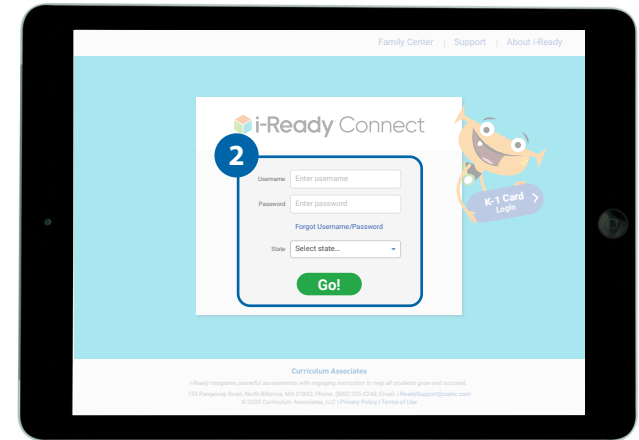 Family Center | Support | About i-Ready
i-Ready Connect
2
Username Enter username
Password Enter password
Forgot Username/Password
State Select state...
Go!
K-1 Card
Login
Curriculum Associates
i-Ready integrates powerful assessments with engaging instruction to help all students grow and succeed.
153 Rangeway Road, North Billerica, MA 01862, Phone: (800) 225-0248, Email: i-ReadySupport@cainc.com
© 2020 Curriculum Associates, LLC | Privacy Policy | Terms of Use